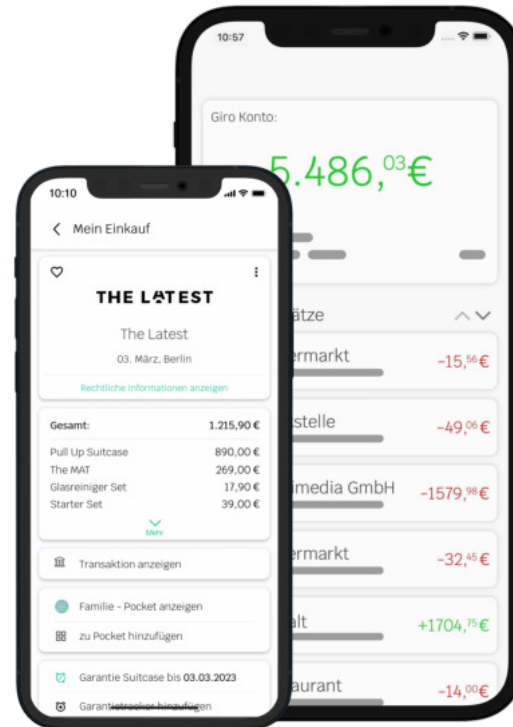 10:57
Giro Konto:
5.486,03€
ätze
ermarkt
-15,56€
stelle
-49,06€
imedia GmbH
-1579,98€
ermarkt
-32,45€
alt
+1704,75€
aurant
-14,00€
10:10
Mein Einkauf
THE LATEST
The Latest
03. März, Berlin
Rechtliche Informationen anzeigen
Gesamt: 1.215,90 €
Pull Up Suitcase 890,00 €
The MAT 269,00 €
Glasreiniger Set 17,90 €
Starter Set 39,00 €
Mehr
Transaktion anzeigen
Familie - Pocket anzeigen
zu Pocket hinzufügen
Garantie Suitcase bis 03.03.2023
Garantietracker hinzufügen